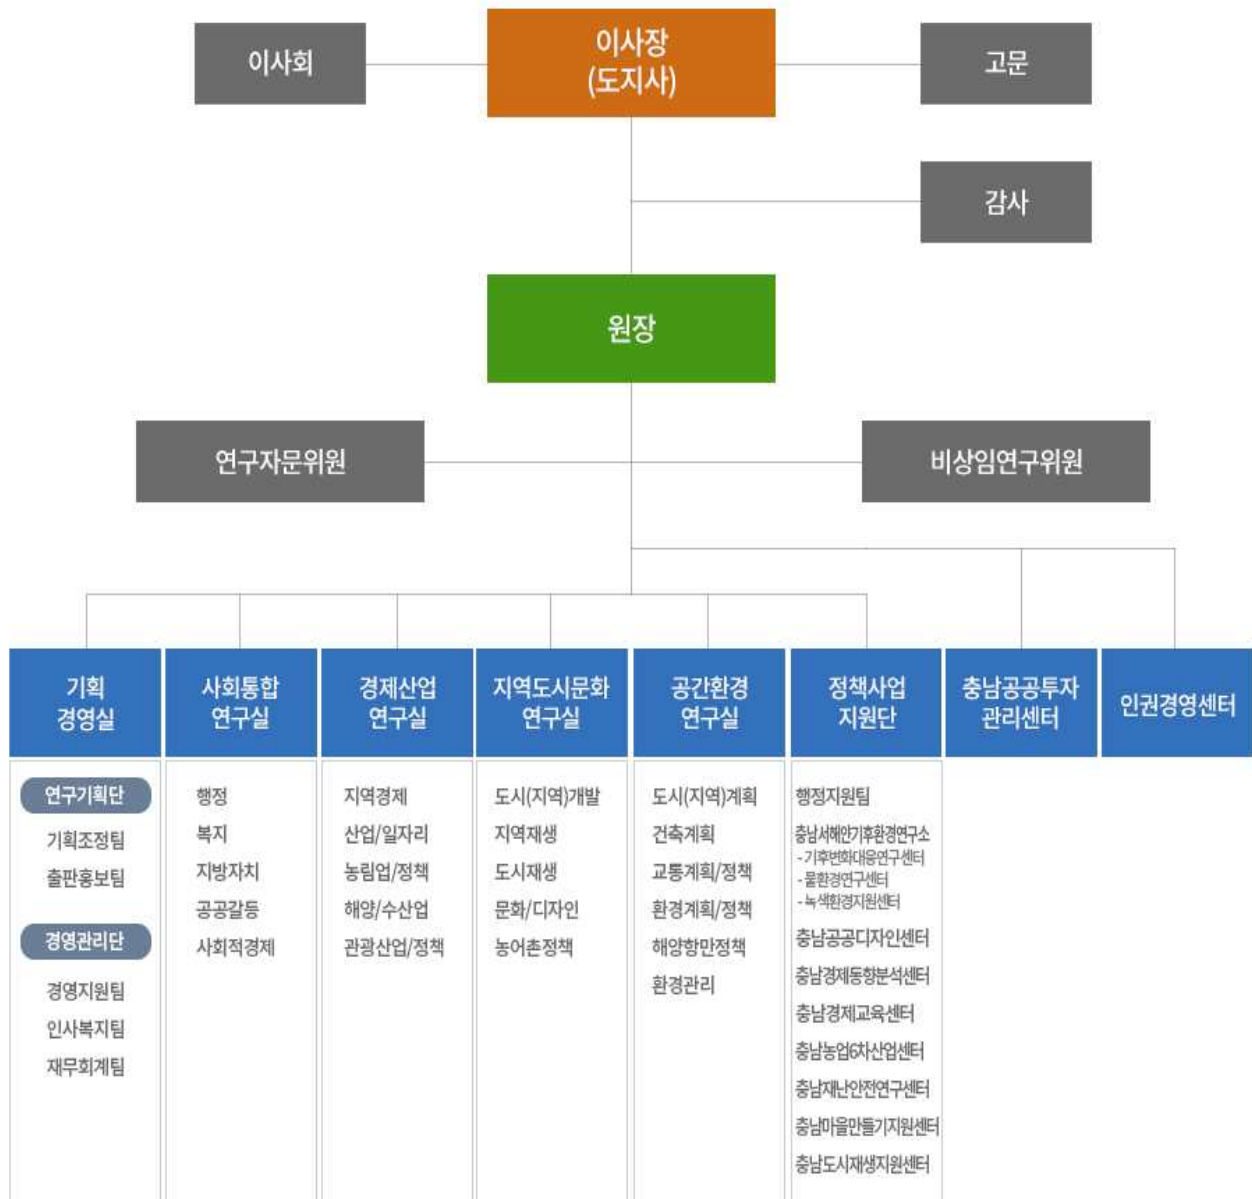 이사회
이사장
(도지사)
고문
감사
원장
연구자문위원
비상임연구위원
기획
경영실
사회통합
연구실
경제산업
연구실
지역도시문화
연구실
공간환경
연구실
정책사업
지원단
충남공공투자
관리센터
인권경영센터
연구기획단
기획조정팀
출판홍보팀
경영관리단
경영지원팀
인사복지팀
재무회계팀
행정
복지
지방자치
공공갈등
사회적경제
지역경제
산업/일자리
농림업/정책
해양/수산업
관광산업/정책
도시(지역)개발
지역재생
도시재생
문화/디자인
농어촌정책
도시(지역)계획
건축계획
교통계획/정책
환경계획/정책
해양항만정책
환경관리
행정지원팀
충남서해안기후환경연구소
- 기후변화대응연구센터
- 물환경연구센터
- 녹색환경지원센터
충남공공디자인센터
충남경제동향분석센터
충남경제교육센터
충남농업6차산업센터
충남재난안전연구센터
충남마을만들기지원센터
충남도시재생지원센터